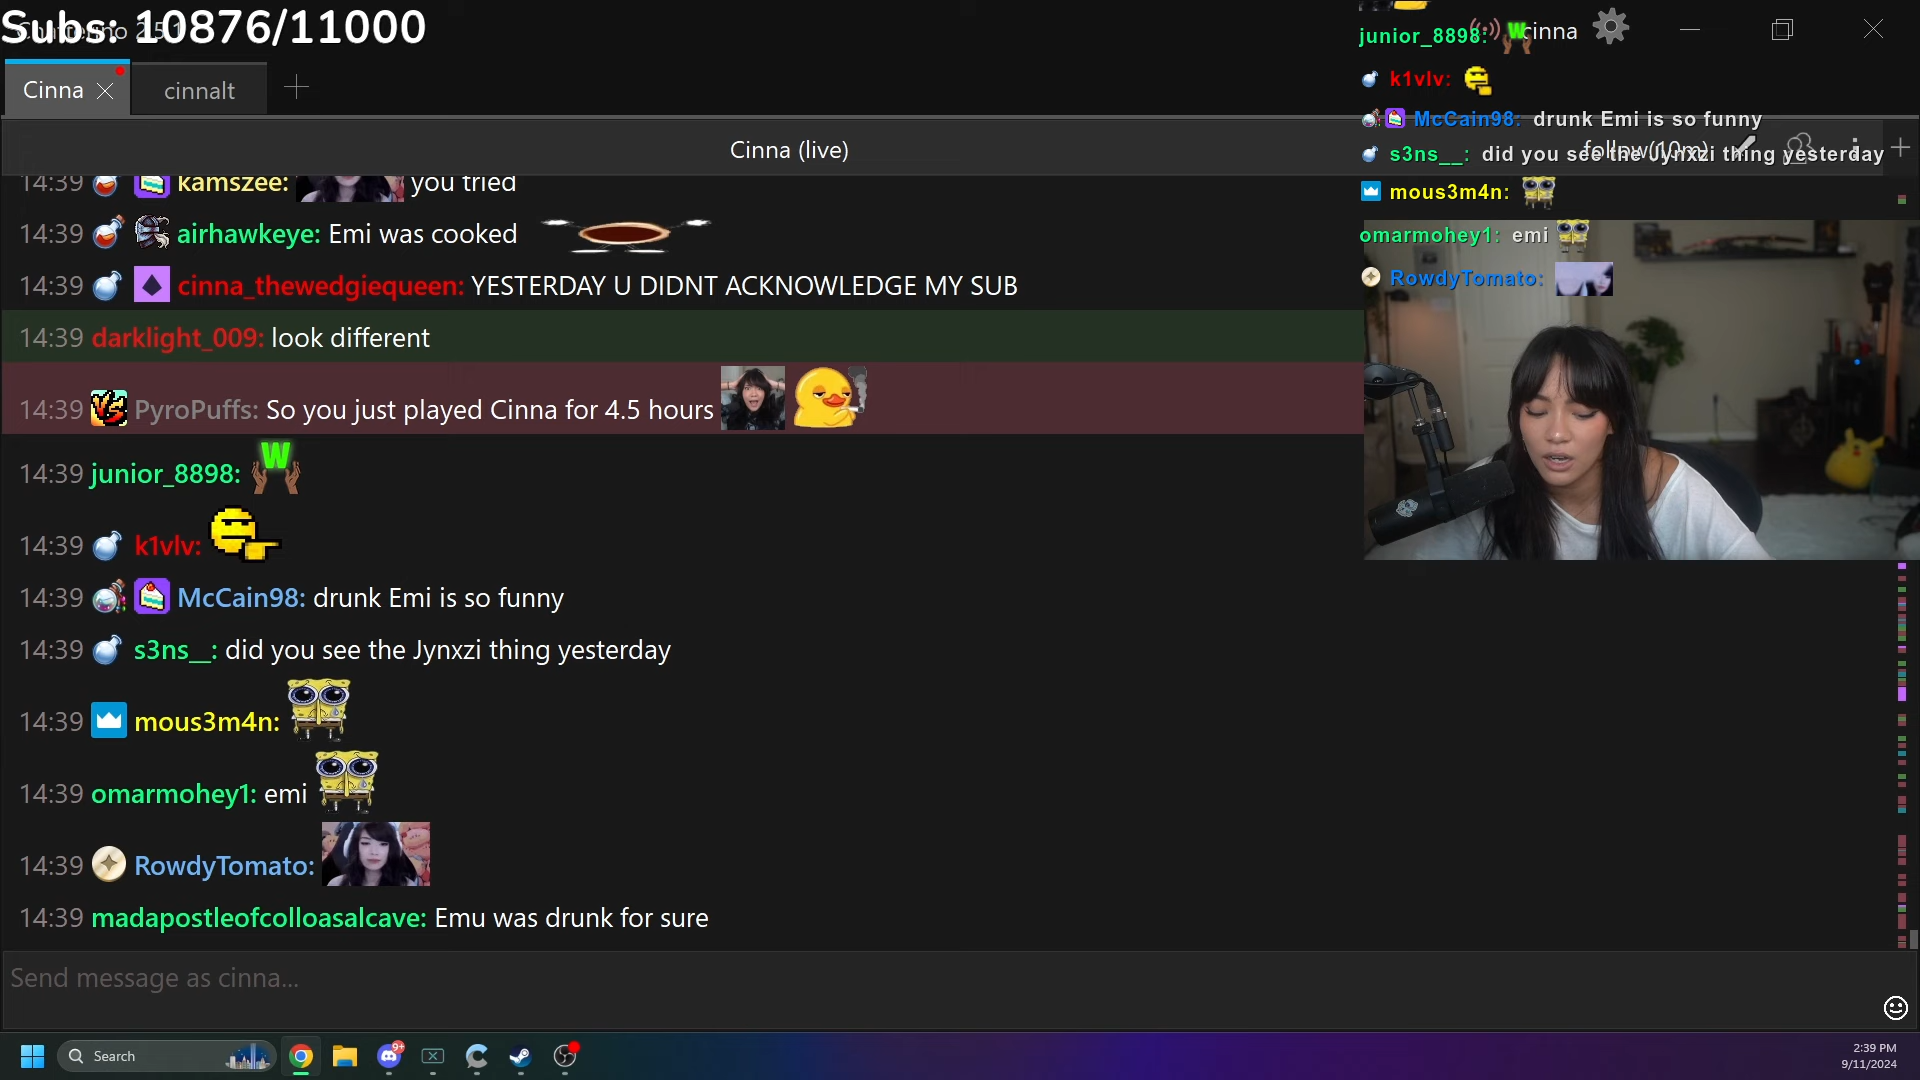 Subs: 10876/11000
cinna
Cinna
cinnalt
Cinna (live)
follow(10m)
14:39 kamszee: you tried
14:39 airhawkeye: Emi was cooked
14:39 cinna_thewedgiequeen: YESTERDAY U DIDNT ACKNOWLEDGE MY SUB
14:39 darklight_009: look different
14:39 VS PyroPuffs: So you just played Cinna for 4.5 hours
14:39 junior_8898: W
14:39 k1vlv:
14:39 McCain98: drunk Emi is so funny
14:39 s3ns__: did you see the Jynxzi thing yesterday
14:39 mous3m4n:
14:39 omarmohey1: emi
14:39 RowdyTomato:
14:39 madapostleofcolloasalcave: Emu was drunk for sure
Send message as cinna...
junior_8898: W
k1vlv:
McCain98: drunk Emi is so funny
s3ns__: did you see the Jynxzi thing yesterday
mous3m4n:
omarmohey1: emi
RowdyTomato:
Search
9+
2:39 PM
9/11/2024